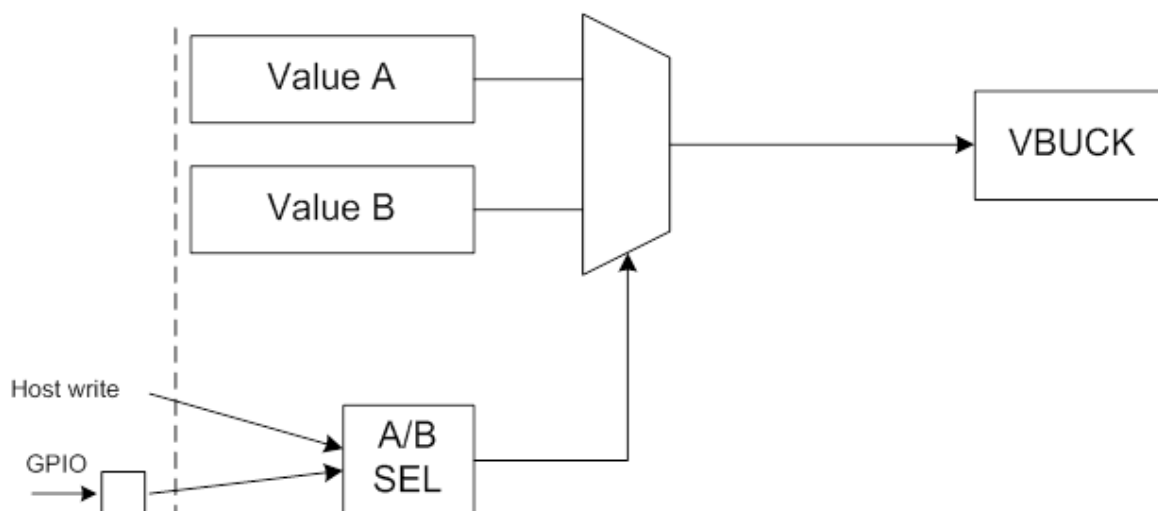 Value A
VBUCK
Value B
Host write
A/B
SEL
GPIO